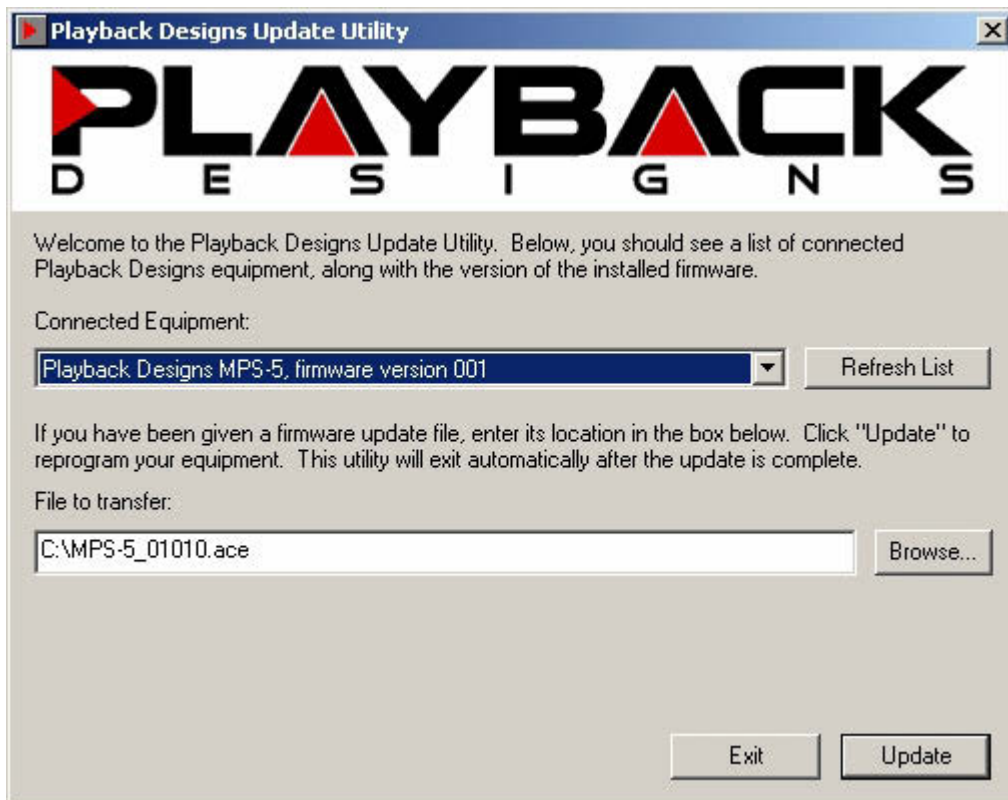 Playback Designs Update Utility
PLAYBACK
DESIGNS
Welcome to the Playback Designs Update Utility.  Below, you should see a list of connected
Playback Designs equipment, along with the version of the installed firmware.
Connected Equipment:
Playback Designs MPS-5, firmware version 001
Refresh List
If you have been given a firmware update file, enter its location in the box below.  Click "Update" to
reprogram your equipment.  This utility will exit automatically after the update is complete.
File to transfer:
C:\MPS-5_01010.ace
Browse...
Exit
Update